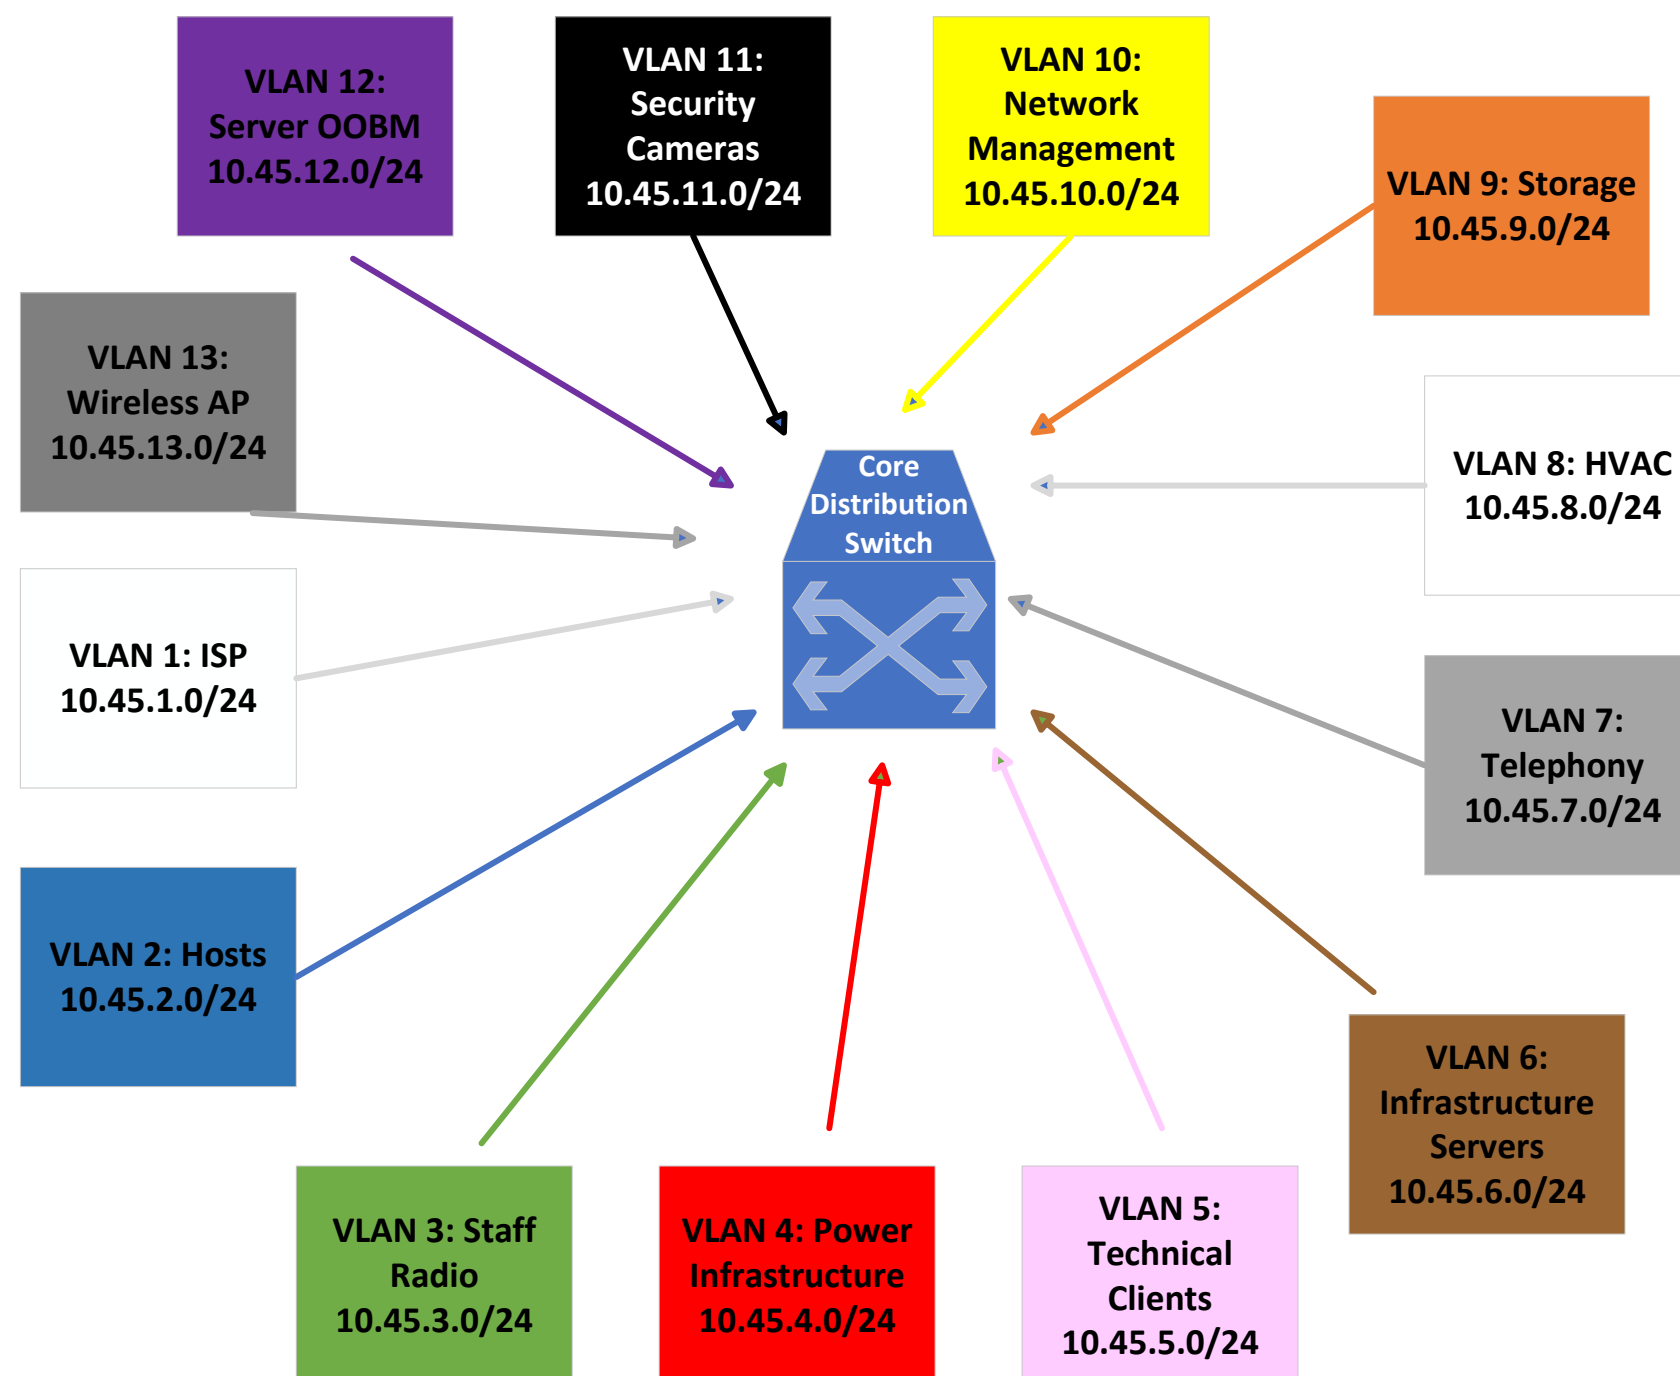 VLAN 12:
Server OOBM
10.45.12.0/24
VLAN 11:
Security
Cameras
10.45.11.0/24
VLAN 10:
Network
Management
10.45.10.0/24
VLAN 9: Storage
10.45.9.0/24
VLAN 13:
Wireless AP
10.45.13.0/24
Core
Distribution
Switch
VLAN 8: HVAC
10.45.8.0/24
VLAN 1: ISP
10.45.1.0/24
VLAN 7:
Telephony
10.45.7.0/24
VLAN 2: Hosts
10.45.2.0/24
VLAN 6:
Infrastructure
Servers
10.45.6.0/24
VLAN 3: Staff
Radio
10.45.3.0/24
VLAN 4: Power
Infrastructure
10.45.4.0/24
VLAN 5:
Technical
Clients
10.45.5.0/24